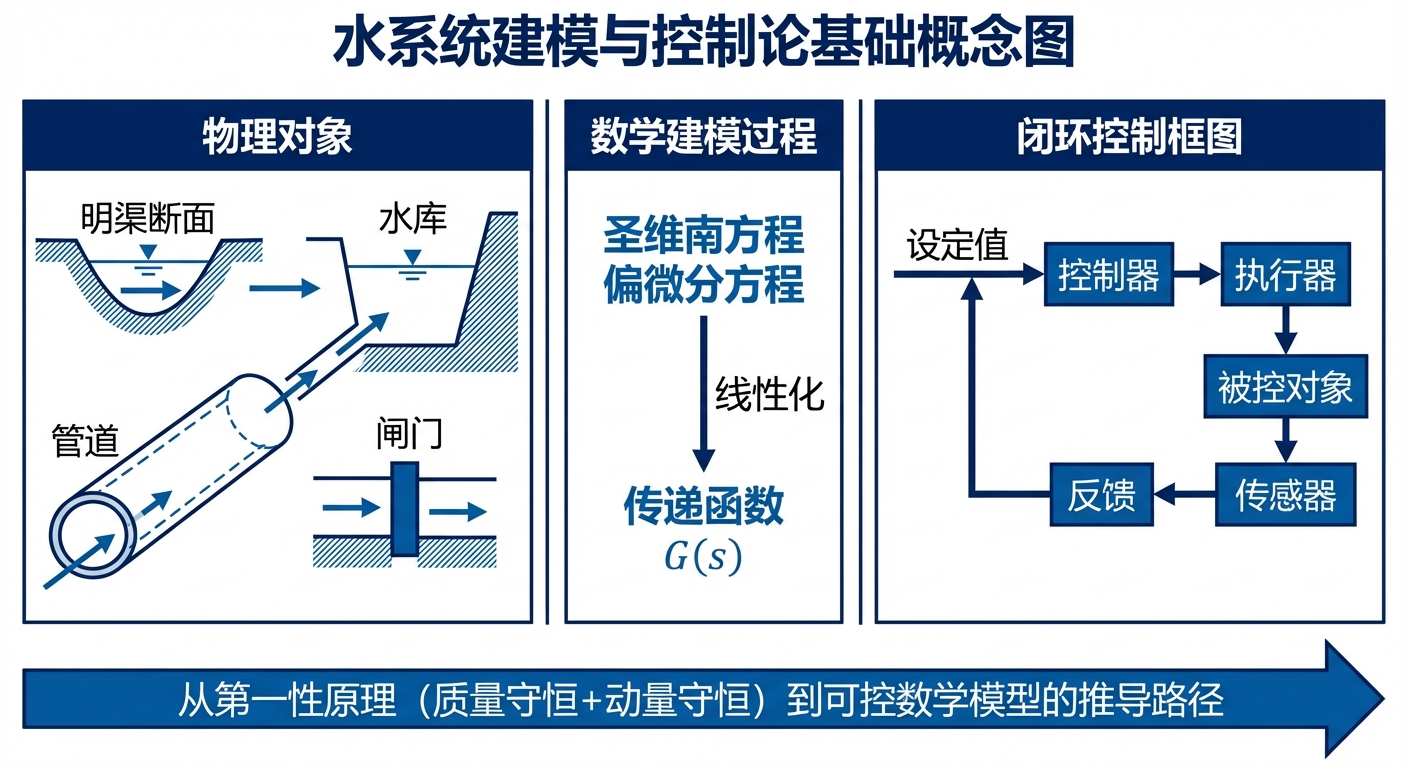 水系统建模与控制论基础概念图
物理对象
明渠断面
水库
管道
闸门
数学建模过程
圣维南方程
偏微分方程
线性化
传递函数
G(s)
闭环控制框图
设定值
控制器
执行器
被控对象
传感器
反馈
从第一性原理（质量守恒+动量守恒）到可控数学模型的推导路径